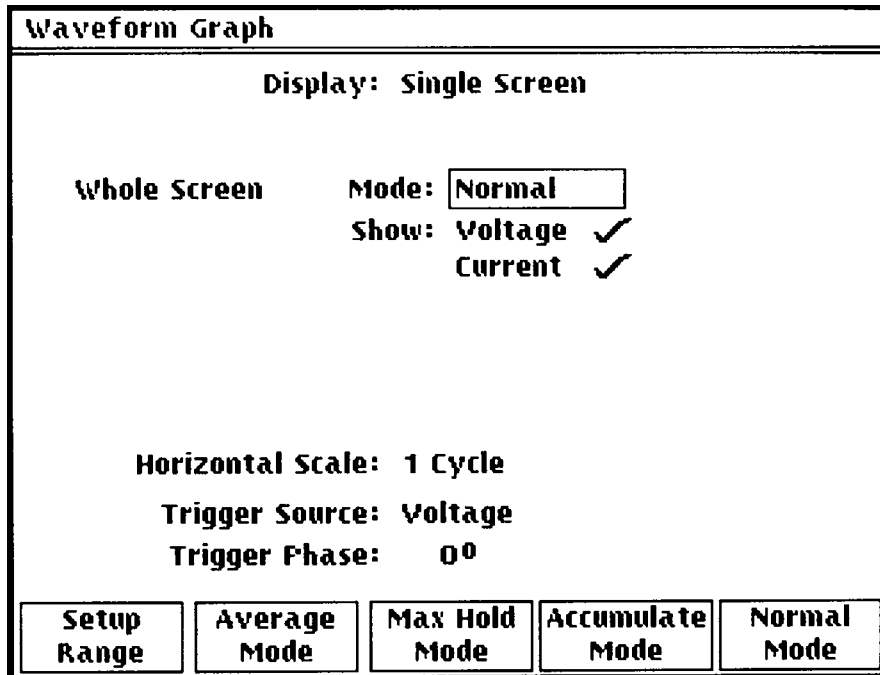 Waveform Graph
Display: Single Screen
Whole Screen Mode: Normal
Show: Voltage ✓
Current ✓
Horizontal Scale: 1 Cycle
Trigger Source: Voltage
Trigger Phase: 0º
Setup Range
Average Mode
Max Hold Mode
Accumulate Mode
Normal Mode